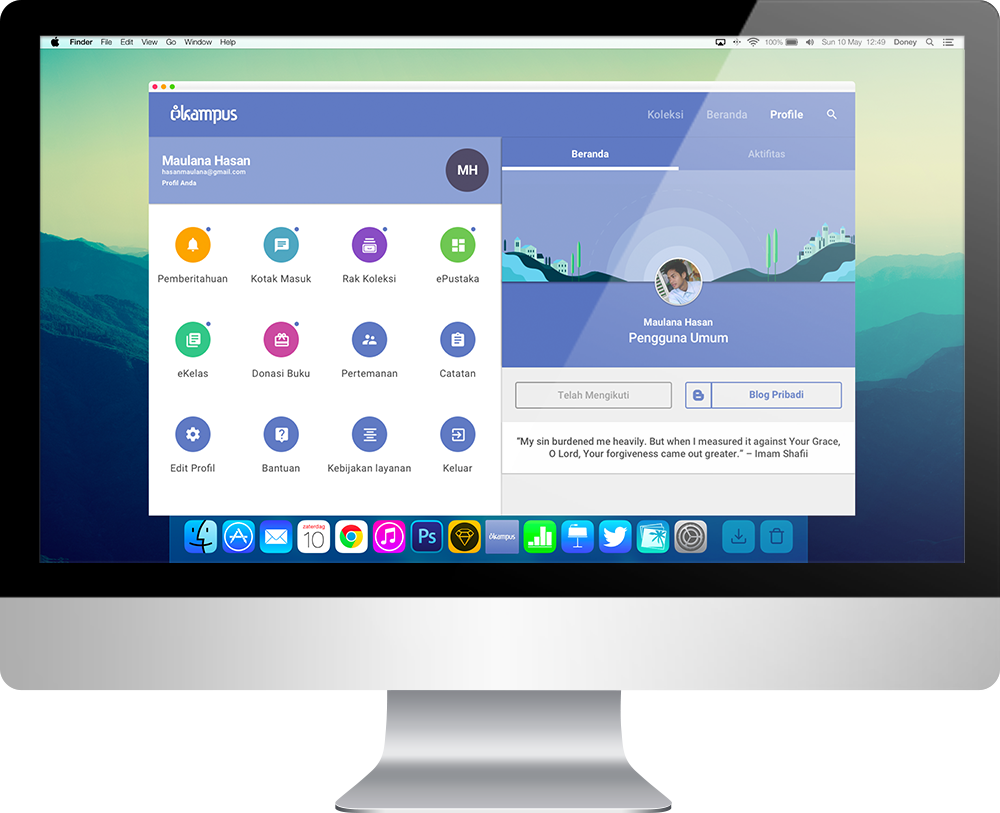 Finder File Edit View Go Window Help
100% Sun 10 May 12:49 Doney
ökampus
Koleksi Beranda Profile
Maulana Hasan
hasanmaulana@gmail.com
Profil Anda
MH
Beranda Aktifitas
Pemberitahuan Kotak Masuk Rak Koleksi ePustaka
eKelas Donasi Buku Pertemanan Catatan
Edit Profil Bantuan Kebijakan layanan Keluar
Maulana Hasan
Pengguna Umum
Telah Mengikuti Blog Pribadi
“My sin burdened me heavily. But when I measured it against Your Grace,
O Lord, Your forgiveness came out greater.” – Imam Shafii
zaterdag
10
Ps
ökampus